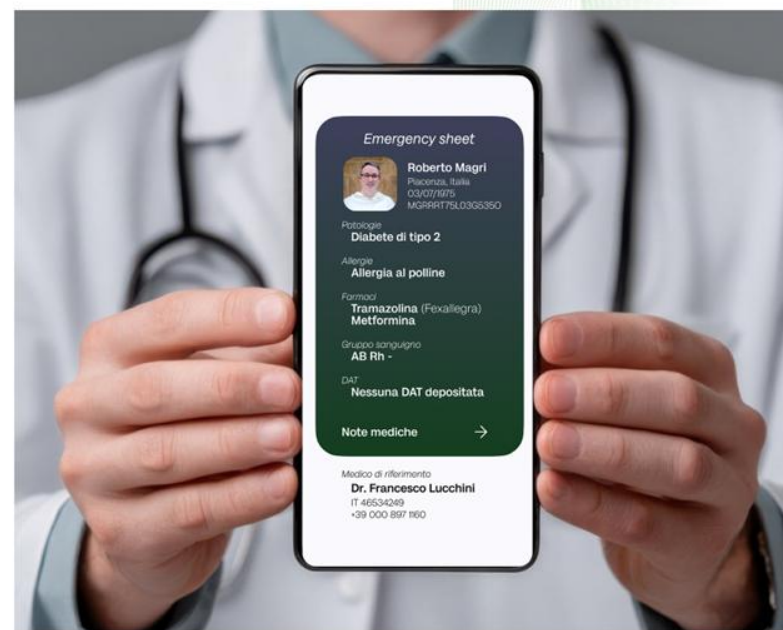 Emergency sheet
Roberto Magri
Piacenza, Italia
03/07/1975
MGRRRT75L03G535O
Patologie
Diabete di tipo 2
Allergie
Allergia al polline
Farmaci
Tramazolina (Fexallegra)
Metformina
Gruppo sanguigno
AB Rh -
DAT
Nessuna DAT depositata
Note mediche →
Medico di riferimento
Dr. Francesco Lucchini
IT 46534249
+39 000 897 1160